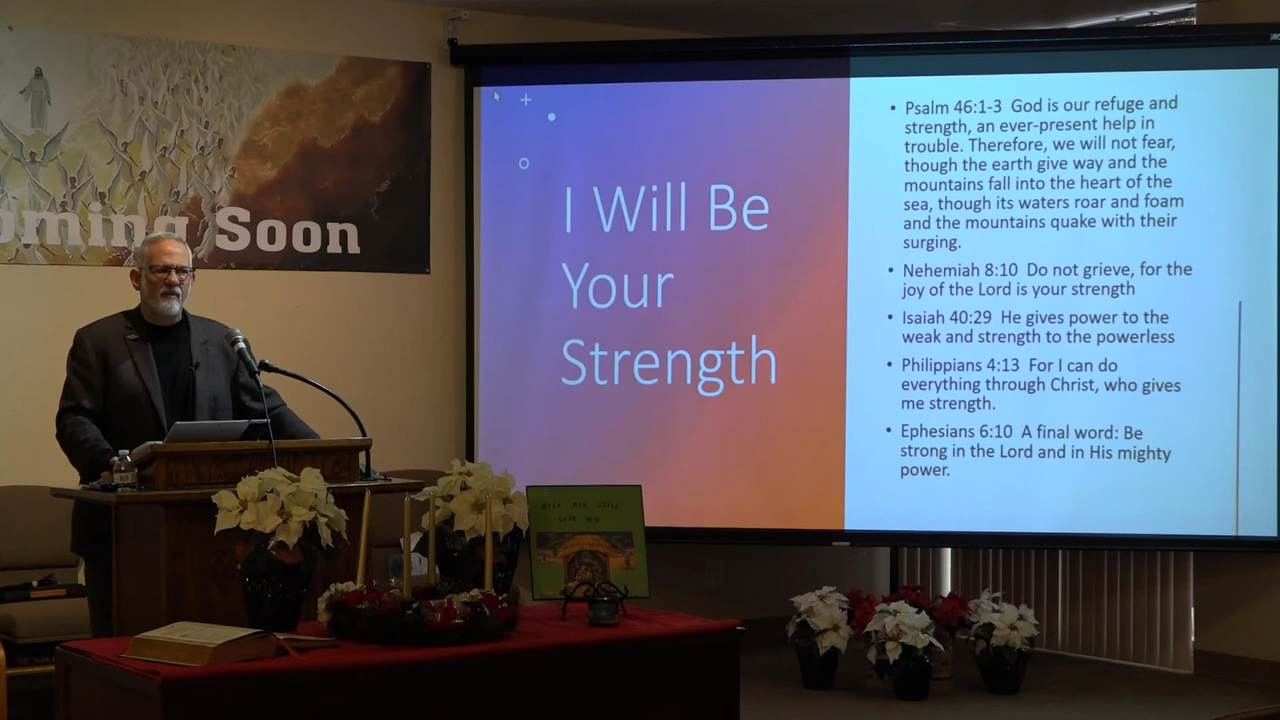 oming Soon
I Will Be
Your
Strength
• Psalm 46:1-3 God is our refuge and
strength, an ever-present help in
trouble. Therefore, we will not fear,
though the earth give way and the
mountains fall into the heart of the
sea, though its waters roar and foam
and the mountains quake with their
surging.
• Nehemiah 8:10 Do not grieve, for the
joy of the Lord is your strength
• Isaiah 40:29 He gives power to the
weak and strength to the powerless
• Philippians 4:13 For I can do
everything through Christ, who gives
me strength.
• Ephesians 6:10 A final word: Be
strong in the Lord and in His mighty
power.
WISE MEN STILL
SEEK HIM